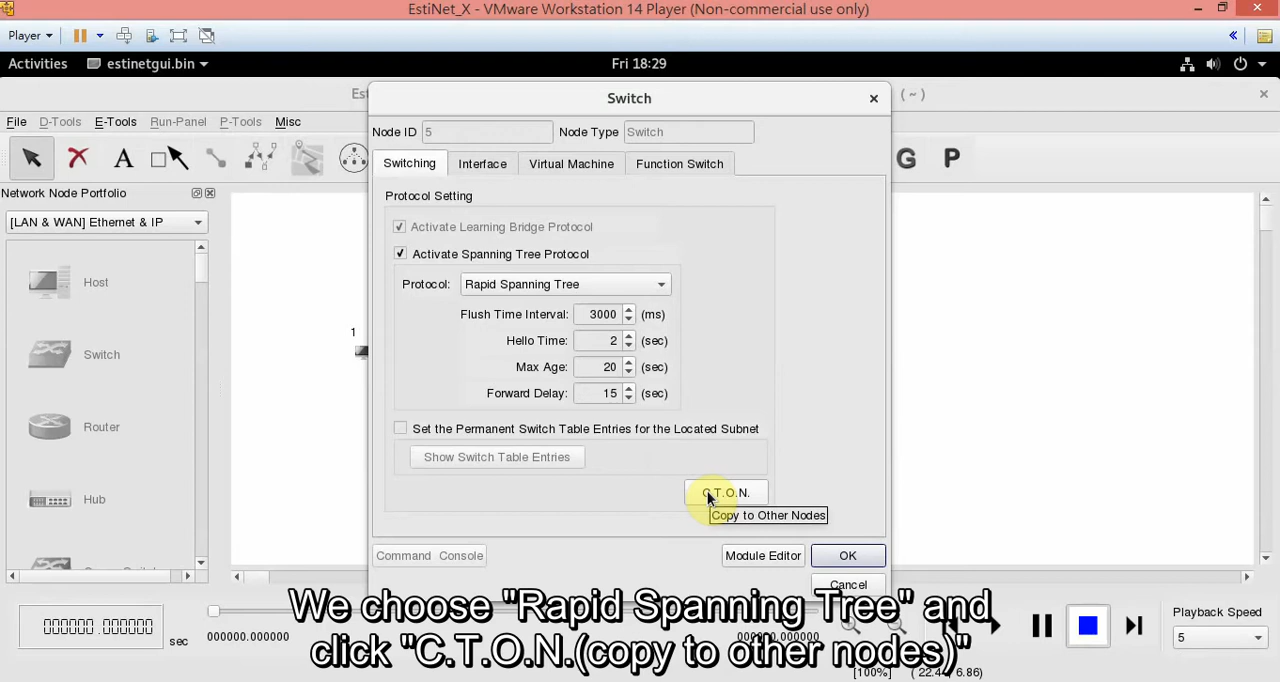 EstiNet_X - VMware Workstation 14 Player (Non-commercial use only)
Player
Activities
estinetgui.bin
Fri 18:29
Est
Switch
( ~ )
File
D-Tools
E-Tools
Run-Panel
P-Tools
Misc
Node ID 5
Node Type Switch
A
G
P
Switching
Interface
Virtual Machine
Function Switch
Network Node Portfolio
[LAN & WAN] Ethernet & IP
Host
Switch
Router
Hub
1
Protocol Setting
Activate Learning Bridge Protocol
Activate Spanning Tree Protocol
Protocol: Rapid Spanning Tree
Flush Time Interval: 3000 (ms)
Hello Time: 2 (sec)
Max Age: 20 (sec)
Forward Delay: 15 (sec)
Set the Permanent Switch Table Entries for the Located Subnet
Show Switch Table Entries
C.T.O.N.
Copy to Other Nodes
Command Console
Module Editor
OK
Cancel
We choose "Rapid Spanning Tree" and
click "C.T.O.N.(copy to other nodes)"
000000.000000 sec
000000.000000
Playback Speed
5
[100%]